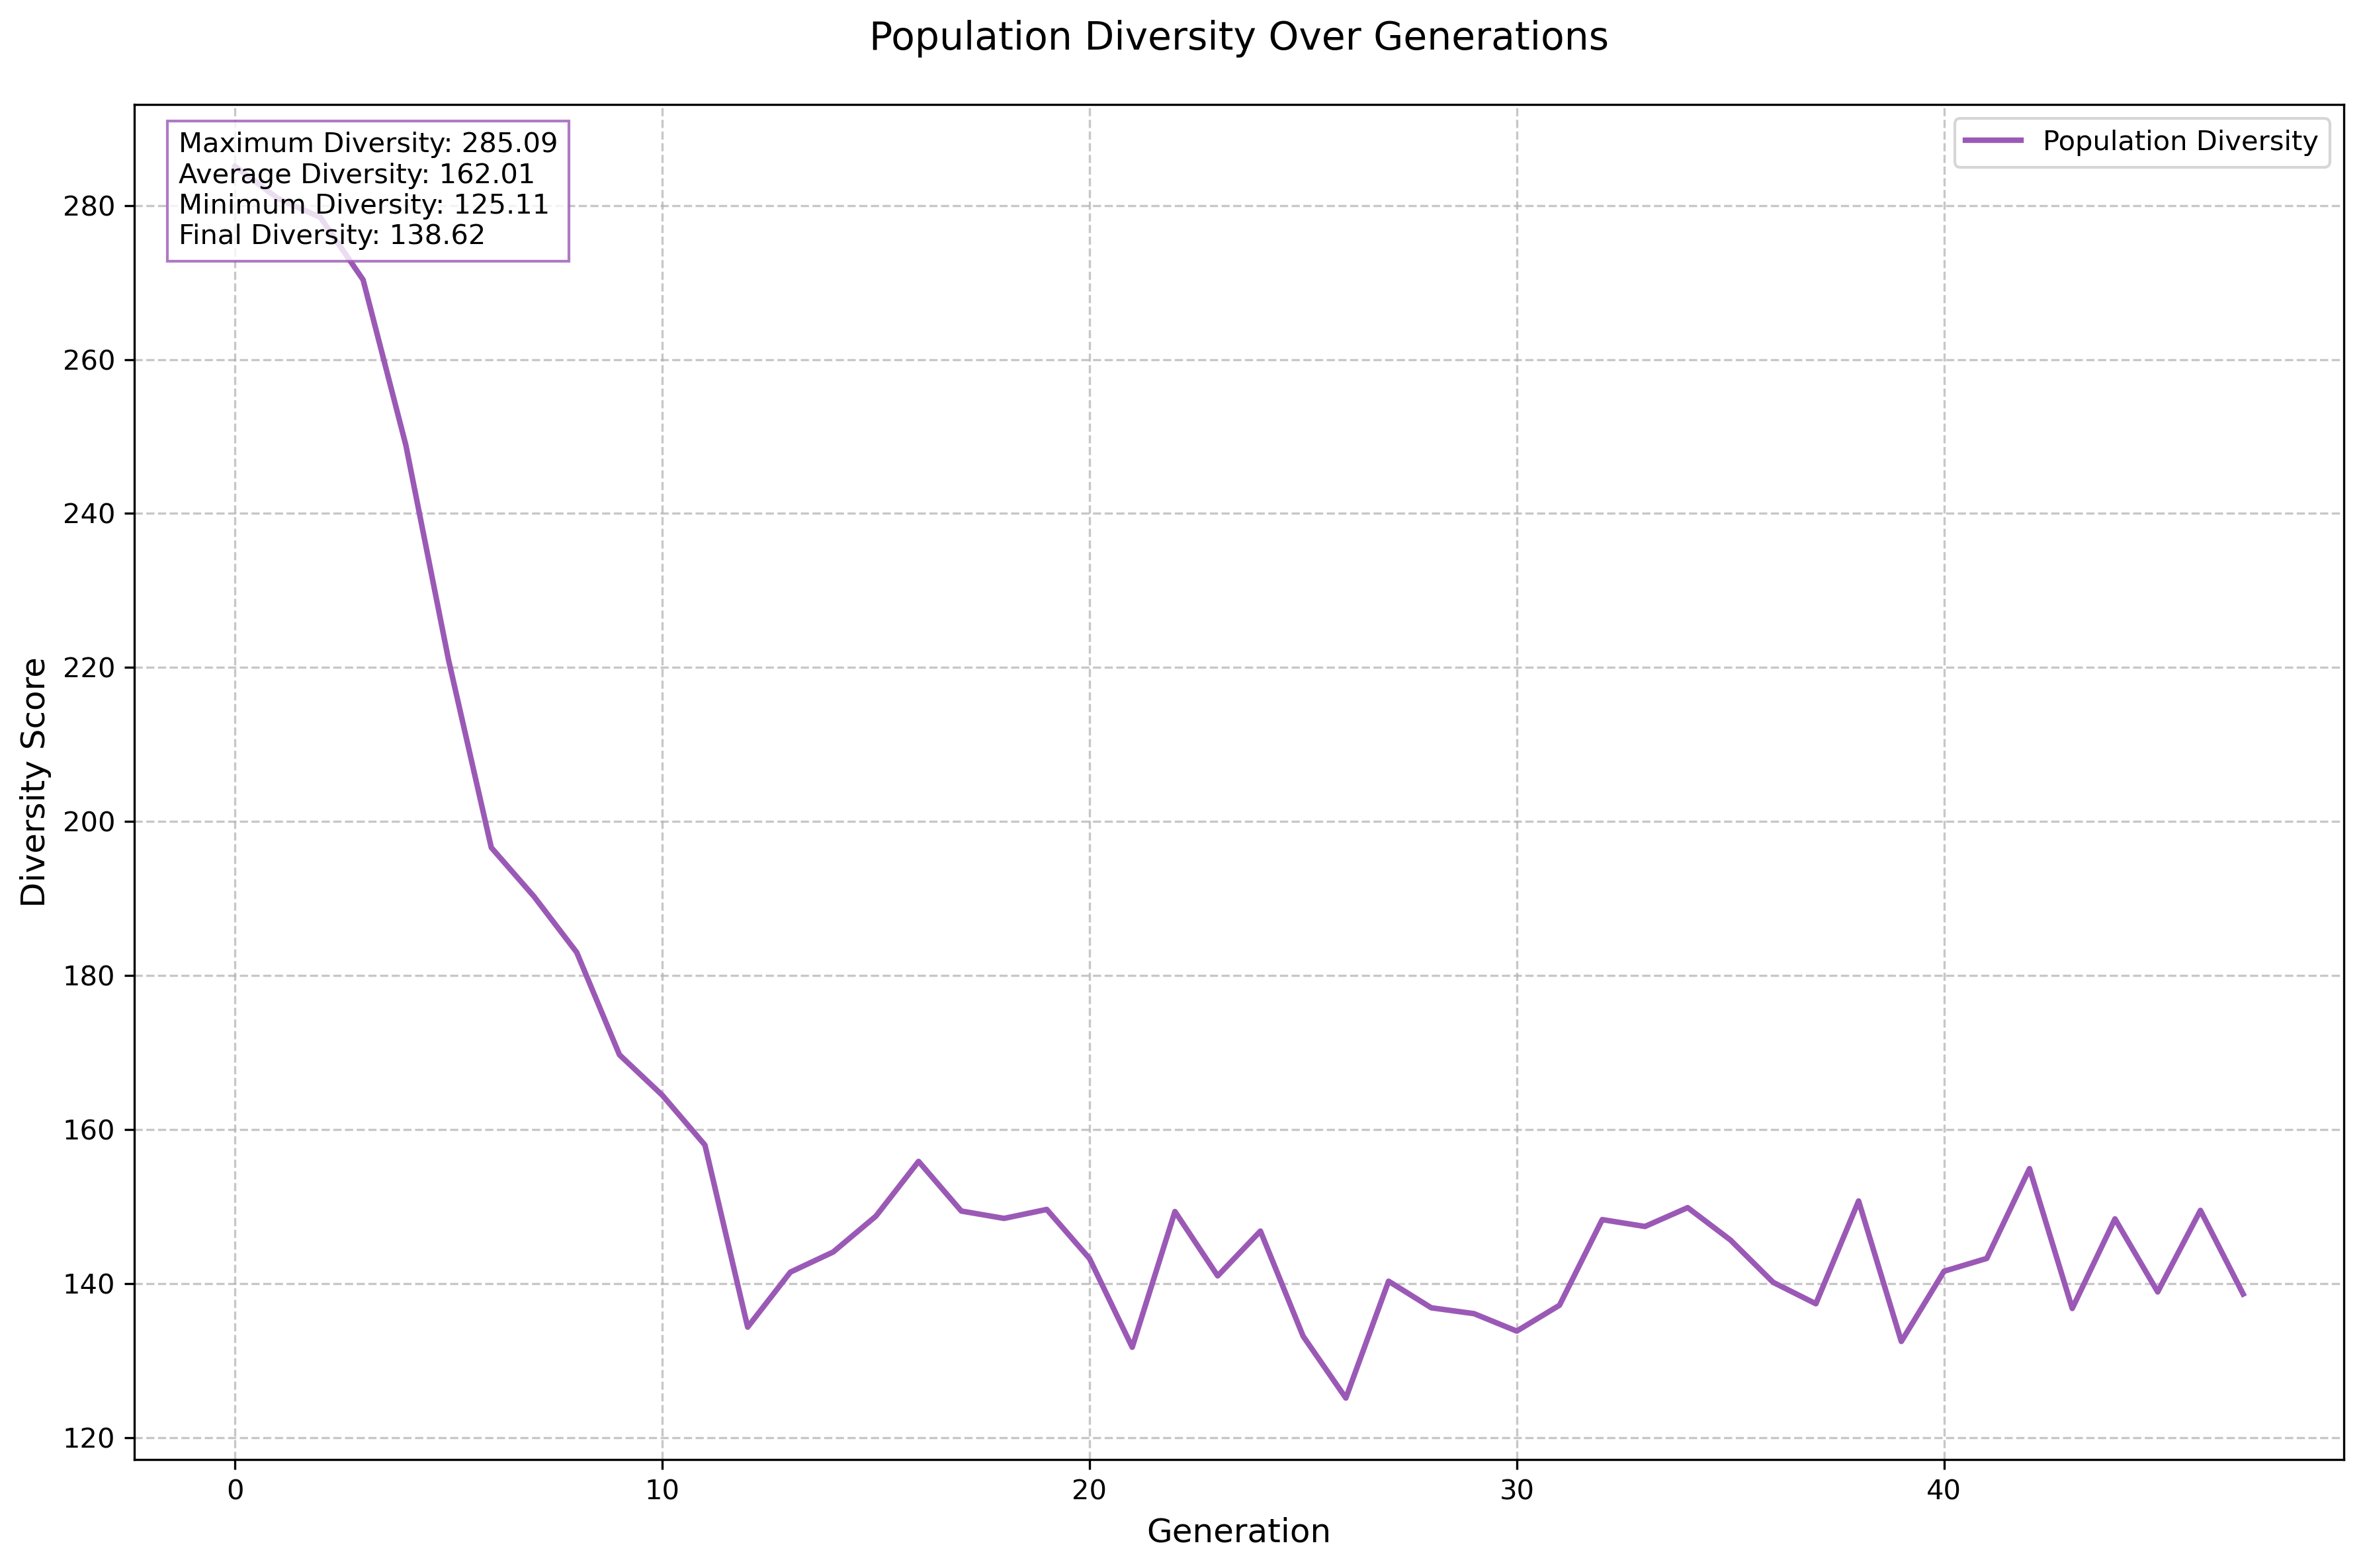 Population Diversity Over Generations
Maximum Diversity: 285.09
Average Diversity: 162.01
Minimum Diversity: 125.11
Final Diversity: 138.62
Population Diversity
Diversity Score
280
260
240
220
200
180
160
140
120
0
10
20
30
40
Generation